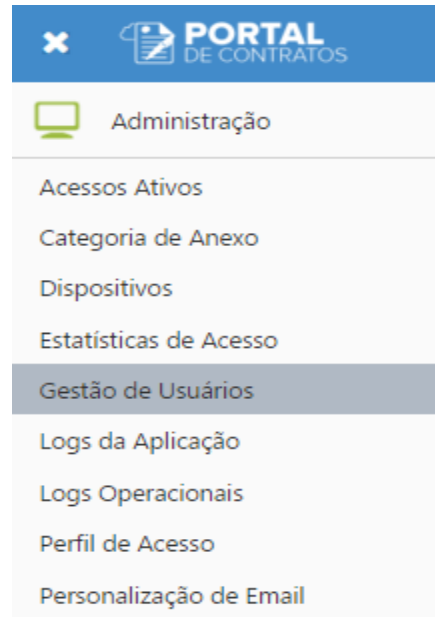 PORTAL
DE CONTRATOS
Administração
Acessos Ativos
Categoria de Anexo
Dispositivos
Estatísticas de Acesso
Gestão de Usuários
Logs da Aplicação
Logs Operacionais
Perfil de Acesso
Personalização de Email